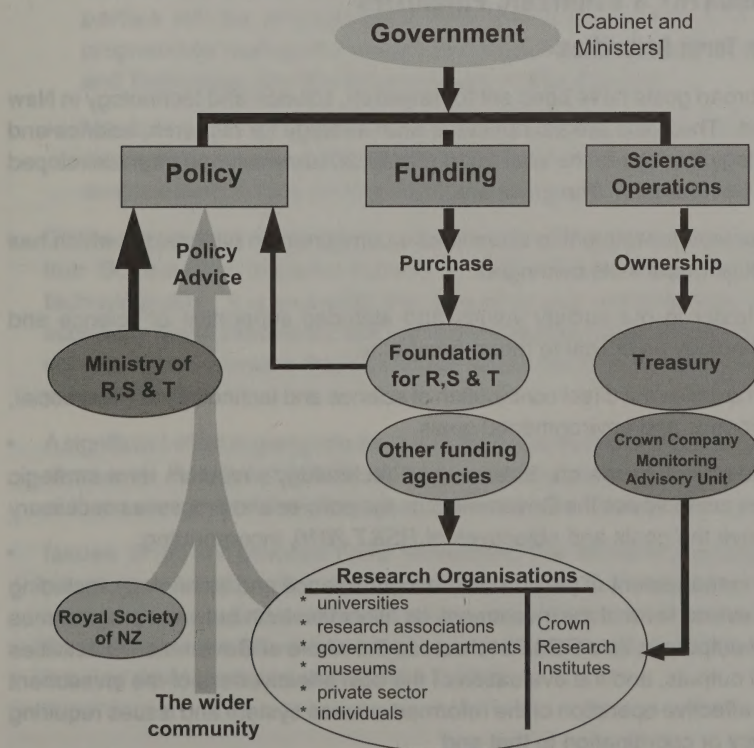 Government
[Cabinet and
Ministers]
Policy
Funding
Science
Operations
Policy
Advice
Purchase
Ownership
Ministry of
R,S & T
Foundation
for R,S & T
Treasury
Other funding
agencies
Crown Company
Monitoring
Advisory Unit
Research Organisations
* universities
* research associations
* government departments
* museums
* private sector
* individuals
Crown
Research
Institutes
Royal Society
of NZ
The wider
community